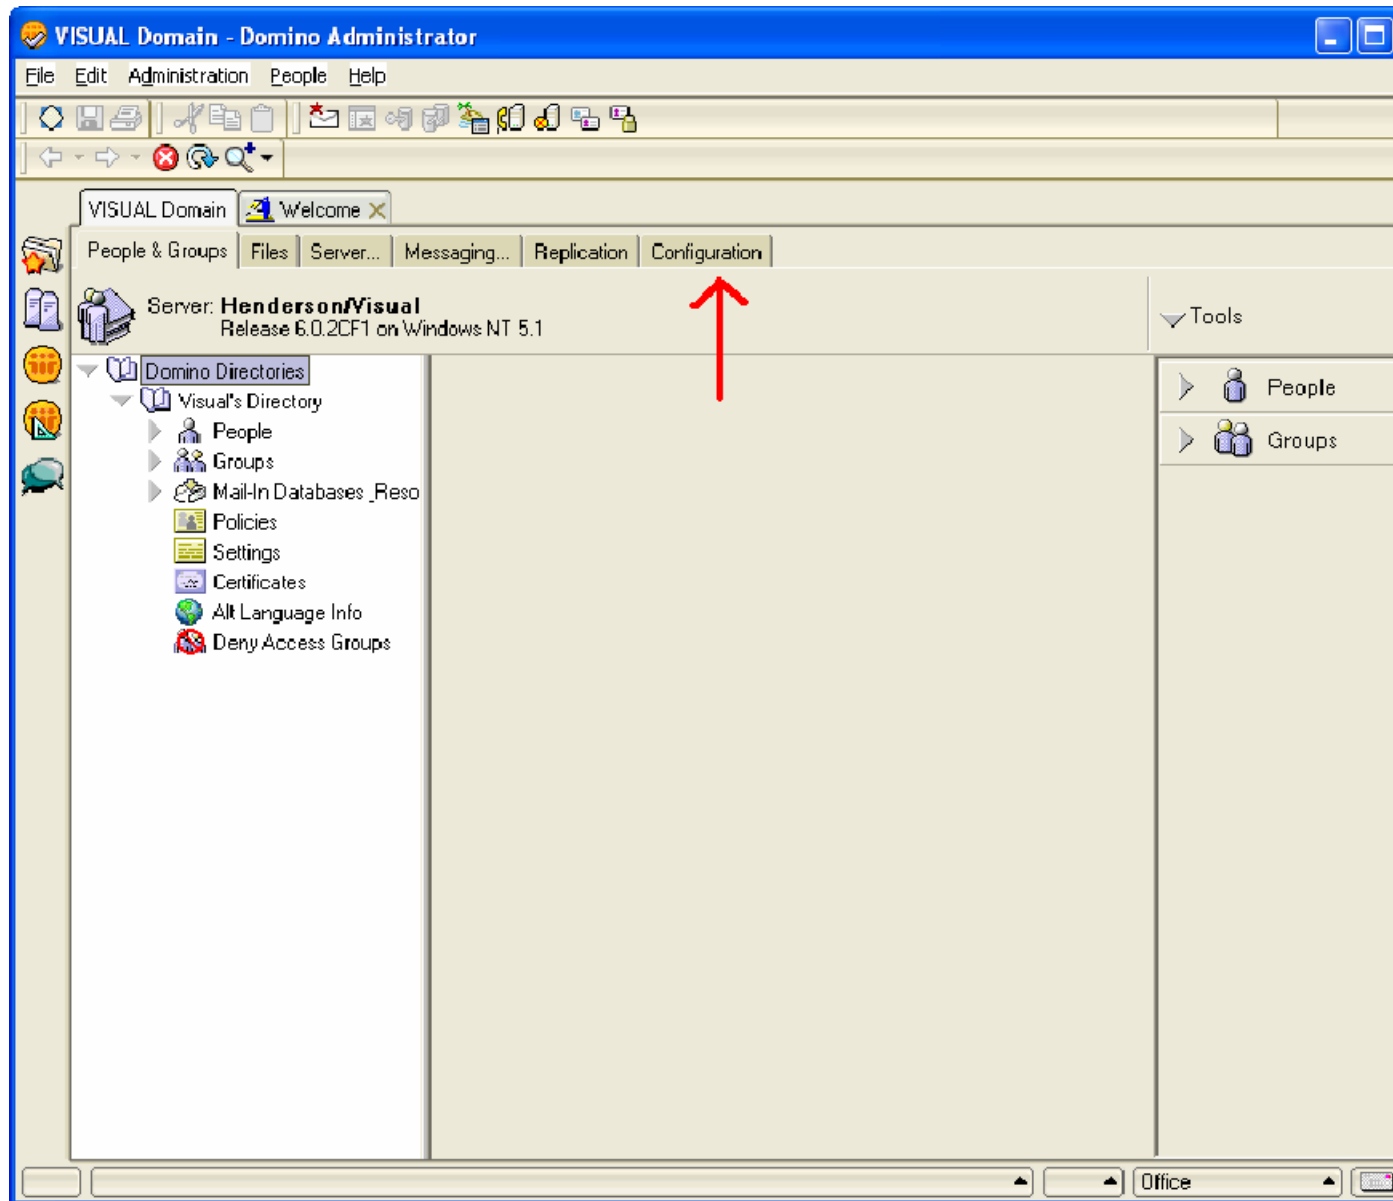 VISUAL Domain - Domino Administrator
File Edit Administration People Help
VISUAL Domain Welcome
People & Groups Files Server... Messaging... Replication Configuration
Server: Henderson/Visual
Release 6.0.2CF1 on Windows NT 5.1
Tools
Domino Directories
Visual's Directory
People
Groups
Mail-In Databases _Reso
Policies
Settings
Certificates
Alt Language Info
Deny Access Groups
People
Groups
Office